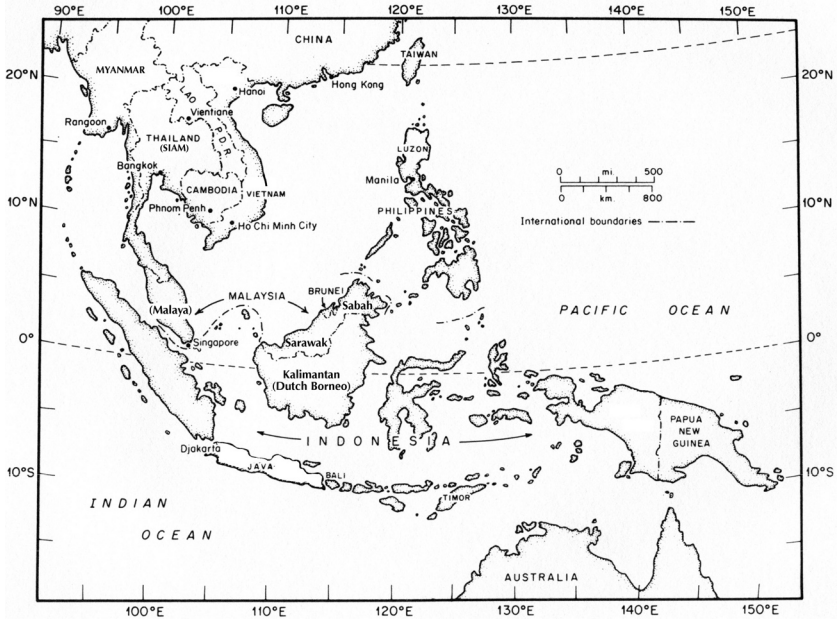 90°E 100°E 110°E 120°E 130°E 140°E 150°E
CHINA
TAIWAN
MYANMAR
20°N
20°N
Hong Kong
Hanoi
LAO
P.D.R.
Vientiane
Rangoon
THAILAND
(SIAM)
LUZON
Bangkok
Manila
0 mi. 500
0 km. 800
CAMBODIA
VIETNAM
10°N
10°N
Phnom Penh
PHILIPPINES
Ho Chi Minh City
International boundaries
BRUNEI
MALAYSIA
(Malaya)
Sabah
PACIFIC OCEAN
0°
0°
Singapore
Sarawak
Kalimantan
(Dutch Borneo)
PAPUA
NEW
GUINEA
INDONESIA
Djakarta
JAVA
BALI
10°S
10°S
TIMOR
INDIAN
OCEAN
AUSTRALIA
100°E 110°E 120°E 130°E 140°E 150°E